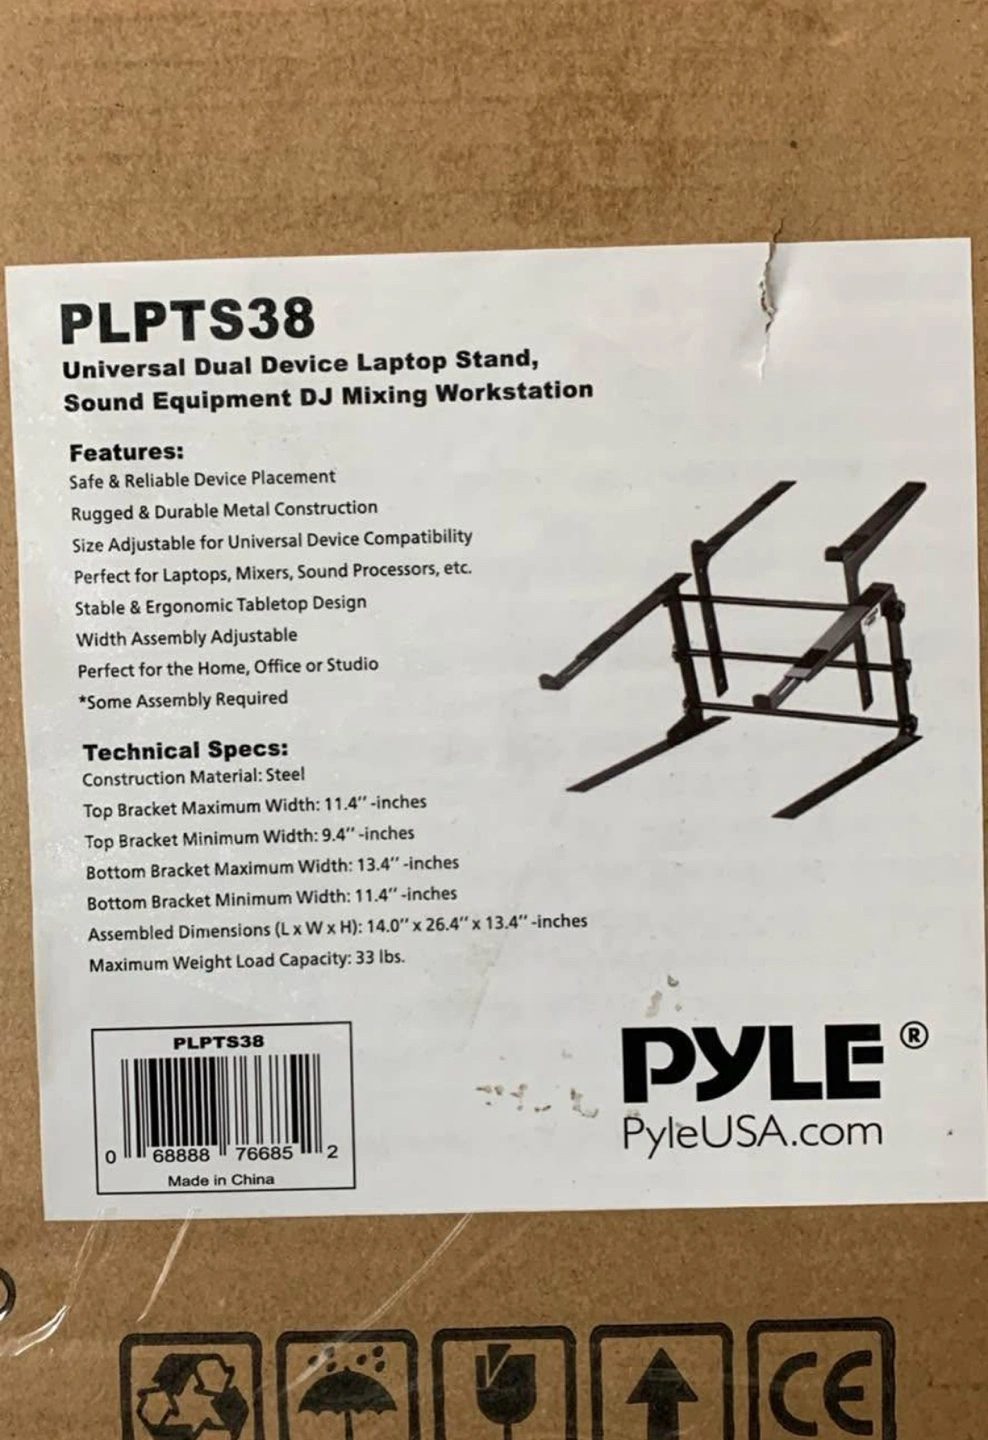 PLPTS38
Universal Dual Device Laptop Stand,
Sound Equipment DJ Mixing Workstation
Features:
Safe & Reliable Device Placement
Rugged & Durable Metal Construction
Size Adjustable for Universal Device Compatibility
Perfect for Laptops, Mixers, Sound Processors, etc.
Stable & Ergonomic Tabletop Design
Width Assembly Adjustable
Perfect for the Home, Office or Studio
*Some Assembly Required
Technical Specs:
Construction Material: Steel
Top Bracket Maximum Width: 11.4'' -inches
Top Bracket Minimum Width: 9.4'' -inches
Bottom Bracket Maximum Width: 13.4'' -inches
Bottom Bracket Minimum Width: 11.4'' -inches
Assembled Dimensions (L x W x H): 14.0'' x 26.4'' x 13.4'' -inches
Maximum Weight Load Capacity: 33 lbs.
PLPTS38
0 68888 76685 2
Made in China
PYLE®
PyleUSA.com
CE